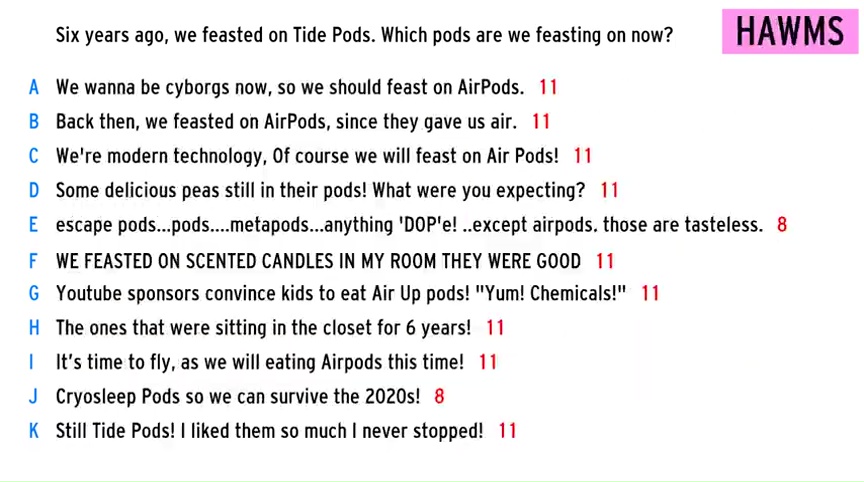 Six years ago, we feasted on Tide Pods. Which pods are we feasting on now?
HAWMS
A We wanna be cyborgs now, so we should feast on AirPods. 11
B Back then, we feasted on AirPods, since they gave us air. 11
C We're modern technology, Of course we will feast on Air Pods! 11
D Some delicious peas still in their pods! What were you expecting? 11
E escape pods...pods....metapods...anything 'DOP'e! ..except airpods. those are tasteless. 8
F WE FEASTED ON SCENTED CANDLES IN MY ROOM THEY WERE GOOD 11
G Youtube sponsors convince kids to eat Air Up pods! "Yum! Chemicals!" 11
H The ones that were sitting in the closet for 6 years! 11
I It's time to fly, as we will eating Airpods this time! 11
J Cryosleep Pods so we can survive the 2020s! 8
K Still Tide Pods! I liked them so much I never stopped! 11